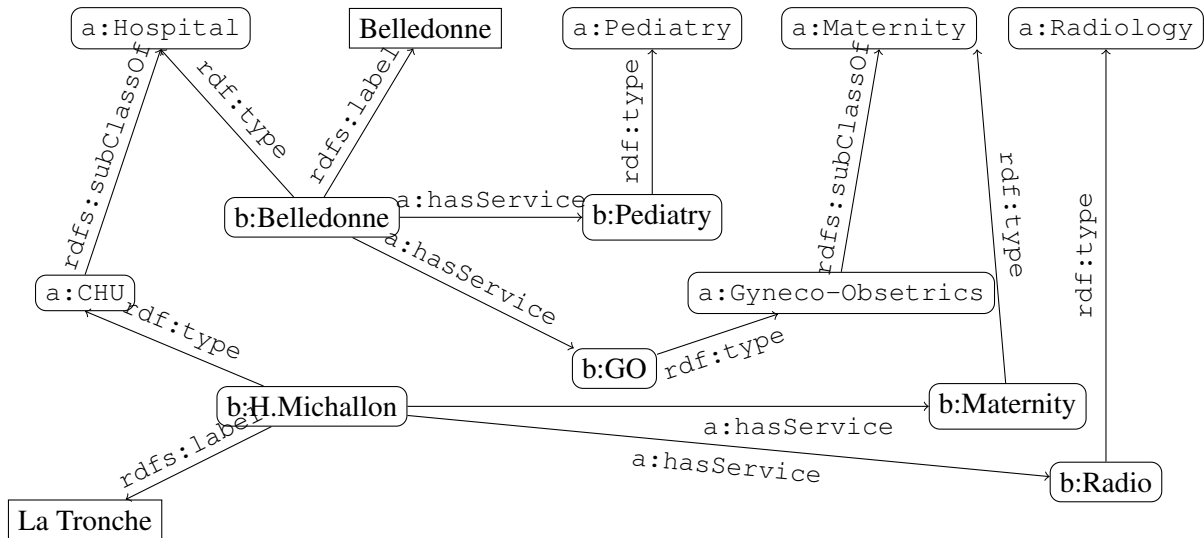 a:Hospital
Belledonne
a:Pediatry
a:Maternity
a:Radiology
rdfs:subClassOf
rdf:type
rdfs:label
rdf:type
rdfs:subClassOf
rdf:type
rdf:type
b:Belledonne
a:hasService
b:Pediatry
a:hasService
a:CHU
a:Gyneco-Obsetrics
rdf:type
b:GO
rdf:type
b:H.Michallon
b:Maternity
a:hasService
rdfs:label
a:hasService
b:Radio
La Tronche